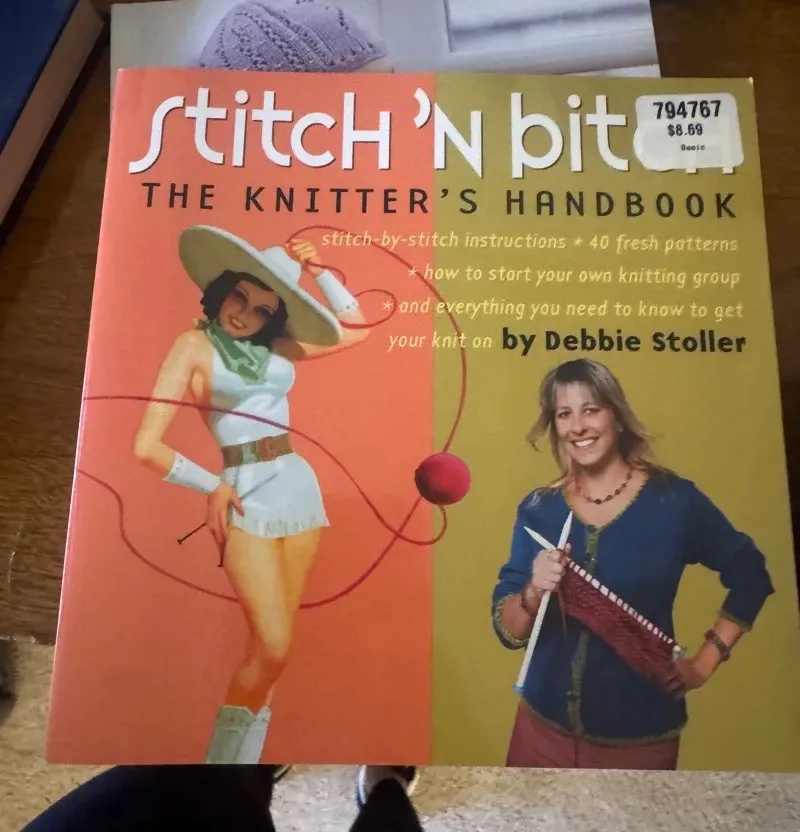 stitch 'N bitch
794767
$8.69
THE KNITTER'S HANDBOOK
stitch-by-stitch instructions * 40 fresh patterns
* how to start your own knitting group
* and everything you need to know to get
your knit on by Debbie Stoller